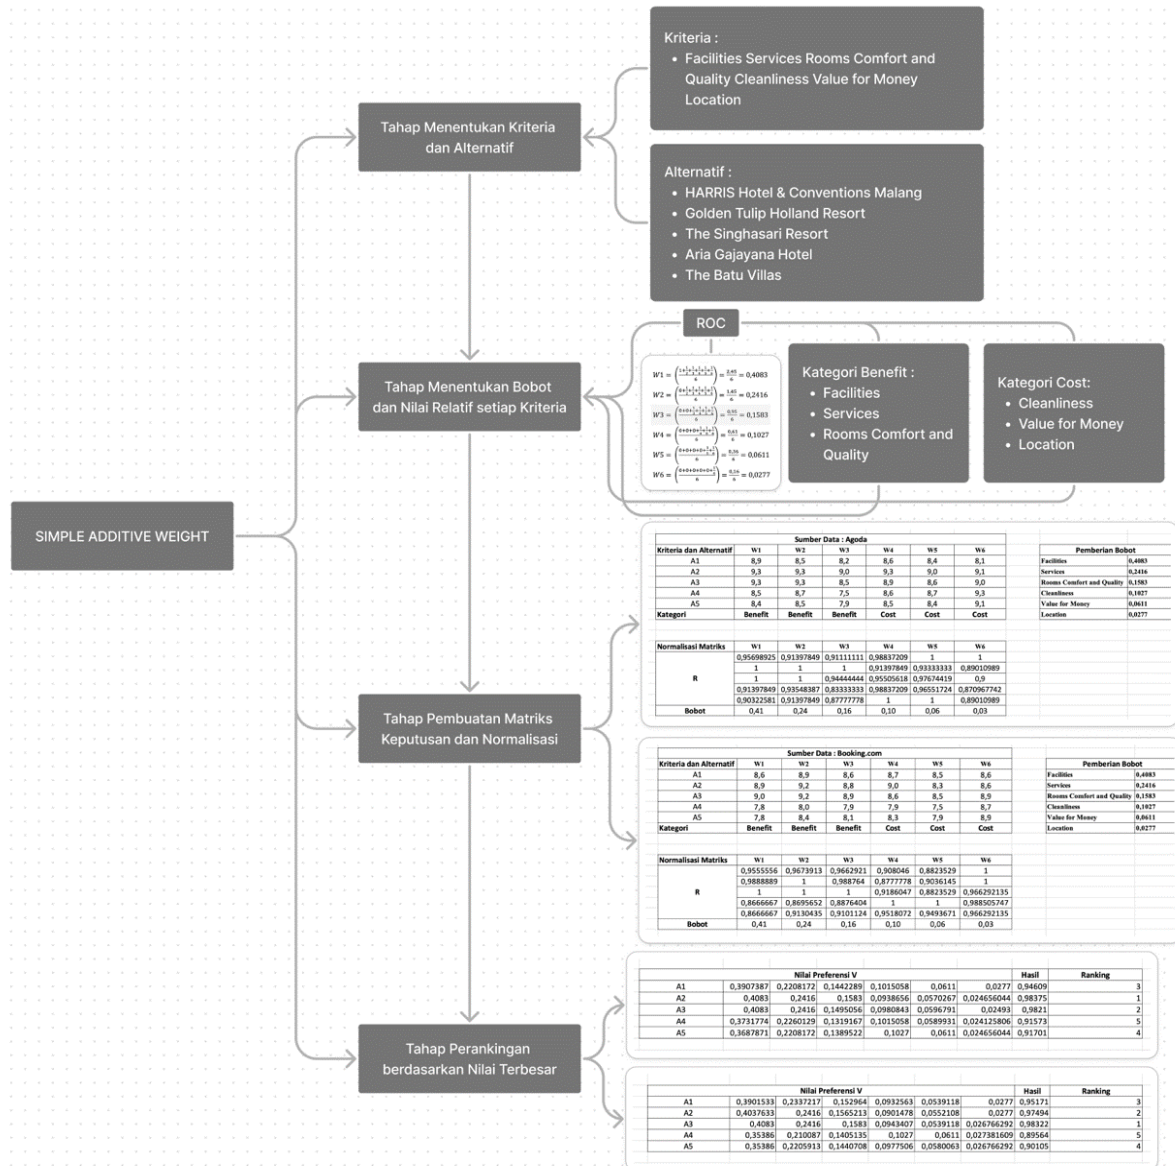 SIMPLE ADDITIVE WEIGHT
Tahap Menentukan Kriteria
dan Alternatif
Kriteria :
• Facilities Services Rooms Comfort and
Quality Cleanliness Value for Money
Location
Alternatif :
• HARRIS Hotel & Conventions Malang
• Golden Tulip Holland Resort
• The Singhasari Resort
• Aria Gajayana Hotel
• The Batu Villas
Tahap Menentukan Bobot
dan Nilai Relatif setiap Kriteria
ROC
W1 = = 0,4083
W2 = = 0,2416
W3 = = 0,1583
W4 = = 0,1027
W5 = = 0,0611
W6 = = 0,0277
Kategori Benefit :
• Facilities
• Services
• Rooms Comfort and
Quality
Kategori Cost:
• Cleanliness
• Value for Money
• Location
Tahap Pembuatan Matriks
Keputusan dan Normalisasi
Sumber Data : Agoda
Kriteria dan Alternatif W1 W2 W3 W4 W5 W6
A1 8,9 8,5 8,2 8,6 8,4 8,1
A2 9,3 9,3 9,0 9,3 9,0 9,1
A3 9,3 9,3 8,5 8,9 8,6 9,0
A4 8,5 8,7 7,5 8,6 8,7 9,3
A5 8,4 8,5 7,9 8,5 8,4 9,1
Kategori Benefit Benefit Benefit Cost Cost Cost
Pemberian Bobot
Facilities 0,4083
Services 0,2416
Rooms Comfort and Quality 0,1583
Cleanliness 0,1027
Value for Money 0,0611
Location 0,0277
Normalisasi Matriks W1 W2 W3 W4 W5 W6
0,95698925 0,91397849 0,91111111 0,98837209 1 1
1 1 1 0,91397849 0,93333333 0,89010989
R 1 1 0,94444444 0,95505618 0,97674419 0,9
0,91397849 0,93548387 0,83333333 0,98837209 0,96551724 0,870967742
0,90322581 0,91397849 0,87777778 1 1 0,89010989
Bobot 0,41 0,24 0,16 0,10 0,06 0,03
Sumber Data : Booking.com
Kriteria dan Alternatif W1 W2 W3 W4 W5 W6
A1 8,6 8,9 8,6 8,7 8,5 8,6
A2 8,9 9,2 8,8 9,0 8,3 8,6
A3 9,0 9,2 8,9 8,6 8,5 8,9
A4 7,8 8,0 7,9 7,9 7,5 8,7
A5 7,8 8,4 8,1 8,3 7,9 8,9
Kategori Benefit Benefit Benefit Cost Cost Cost
Pemberian Bobot
Facilities 0,4083
Services 0,2416
Rooms Comfort and Quality 0,1583
Cleanliness 0,1027
Value for Money 0,0611
Location 0,0277
Normalisasi Matriks W1 W2 W3 W4 W5 W6
0,9555556 0,9673913 0,9662921 0,908046 0,8823529 1
0,9888889 1 0,988764 0,8777778 0,9036145 1
R 1 1 1 0,9186047 0,8823529 0,966292135
0,8666667 0,8695652 0,8876404 1 1 0,988505747
0,8666667 0,9130435 0,9101124 0,9518072 0,9493671 0,966292135
Bobot 0,41 0,24 0,16 0,10 0,06 0,03
Tahap Perankingan
berdasarkan Nilai Terbesar
Nilai Preferensi V Hasil Ranking
A1 0,3907387 0,2208172 0,1442289 0,1015058 0,0611 0,0277 0,94609 3
A2 0,4083 0,2416 0,1583 0,0938656 0,0570267 0,024656044 0,98375 1
A3 0,4083 0,2416 0,1495056 0,0980843 0,0596791 0,02493 0,9821 2
A4 0,3731774 0,2260129 0,1319167 0,1015058 0,0589931 0,024125806 0,91573 5
A5 0,3687871 0,2208172 0,1389522 0,1027 0,0611 0,024656044 0,91701 4
Nilai Preferensi V Hasil Ranking
A1 0,3901533 0,2337217 0,152964 0,0932563 0,0539118 0,0277 0,95171 3
A2 0,4037633 0,2416 0,1565213 0,0901478 0,0552108 0,0277 0,97494 2
A3 0,4083 0,2416 0,1583 0,0943407 0,0539118 0,026766292 0,98322 1
A4 0,35386 0,210087 0,1405135 0,1027 0,0611 0,027381609 0,89564 5
A5 0,35386 0,2205913 0,1440708 0,0977506 0,0580063 0,026766292 0,90105 4